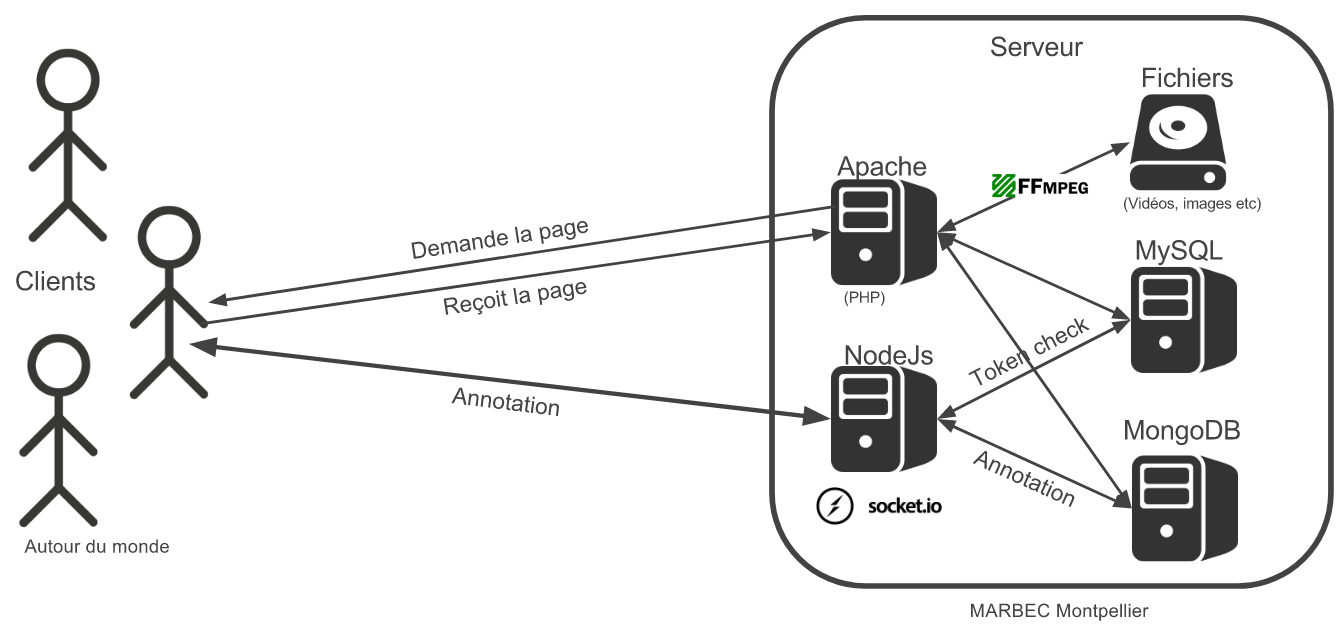 Serveur
Fichiers
(Vidéos, images etc)
Apache
(PHP)
FFMPEG
Demande la page
Reçoit la page
Clients
MySQL
Token check
NodeJs
Annotation
MongoDB
Annotation
socket.io
Autour du monde
MARBEC Montpellier